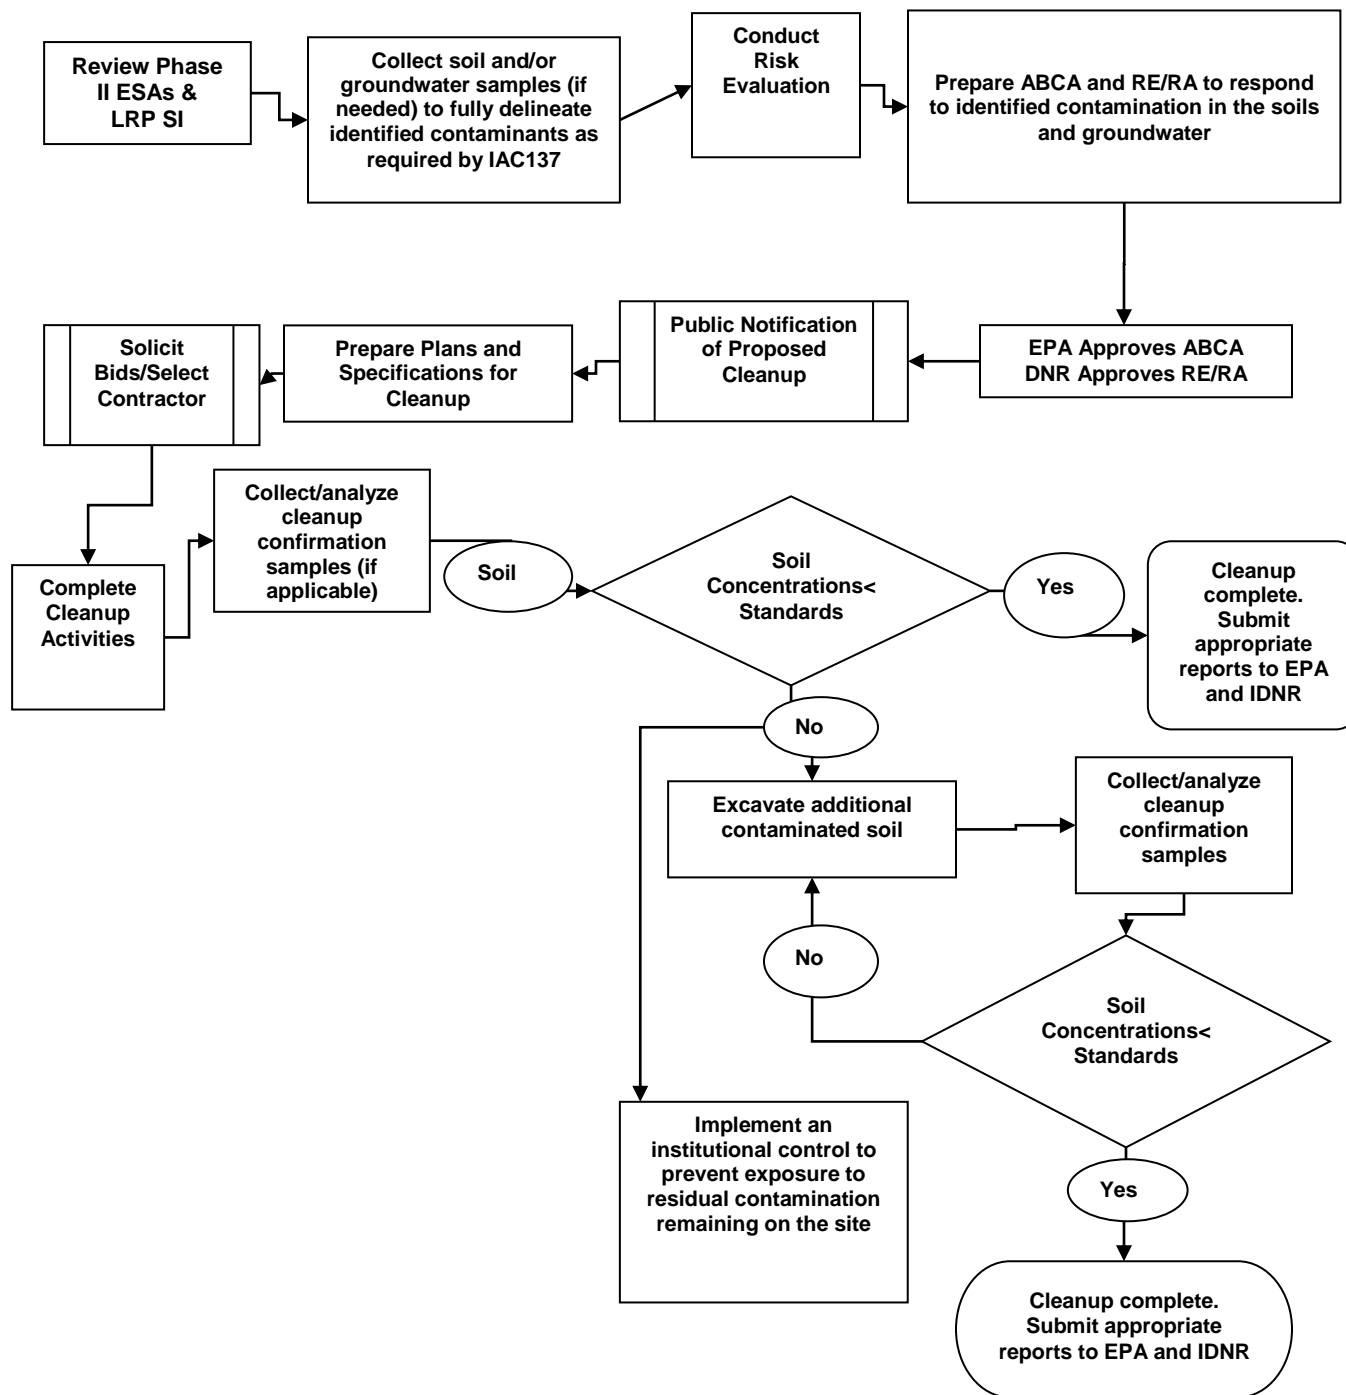 Review Phase
II ESAs &
LRP SI
Collect soil and/or
groundwater samples (if
needed) to fully delineate
identified contaminants as
required by IAC137
Conduct
Risk
Evaluation
Prepare ABCA and RE/RA to respond
to identified contamination in the soils
and groundwater
EPA Approves ABCA
DNR Approves RE/RA
Public Notification
of Proposed
Cleanup
Prepare Plans and
Specifications for
Cleanup
Solicit
Bids/Select
Contractor
Complete
Cleanup
Activities
Collect/analyze
cleanup
confirmation
samples (if
applicable)
Soil
Soil
Concentrations<
Standards
Yes
Cleanup
complete.
Submit
appropriate
reports to EPA
and IDNR
No
Excavate additional
contaminated soil
Collect/analyze
cleanup
confirmation
samples
No
Soil
Concentrations<
Standards
Implement an
institutional control to
prevent exposure to
residual contamination
remaining on the site
Yes
Cleanup complete.
Submit appropriate
reports to EPA and IDNR